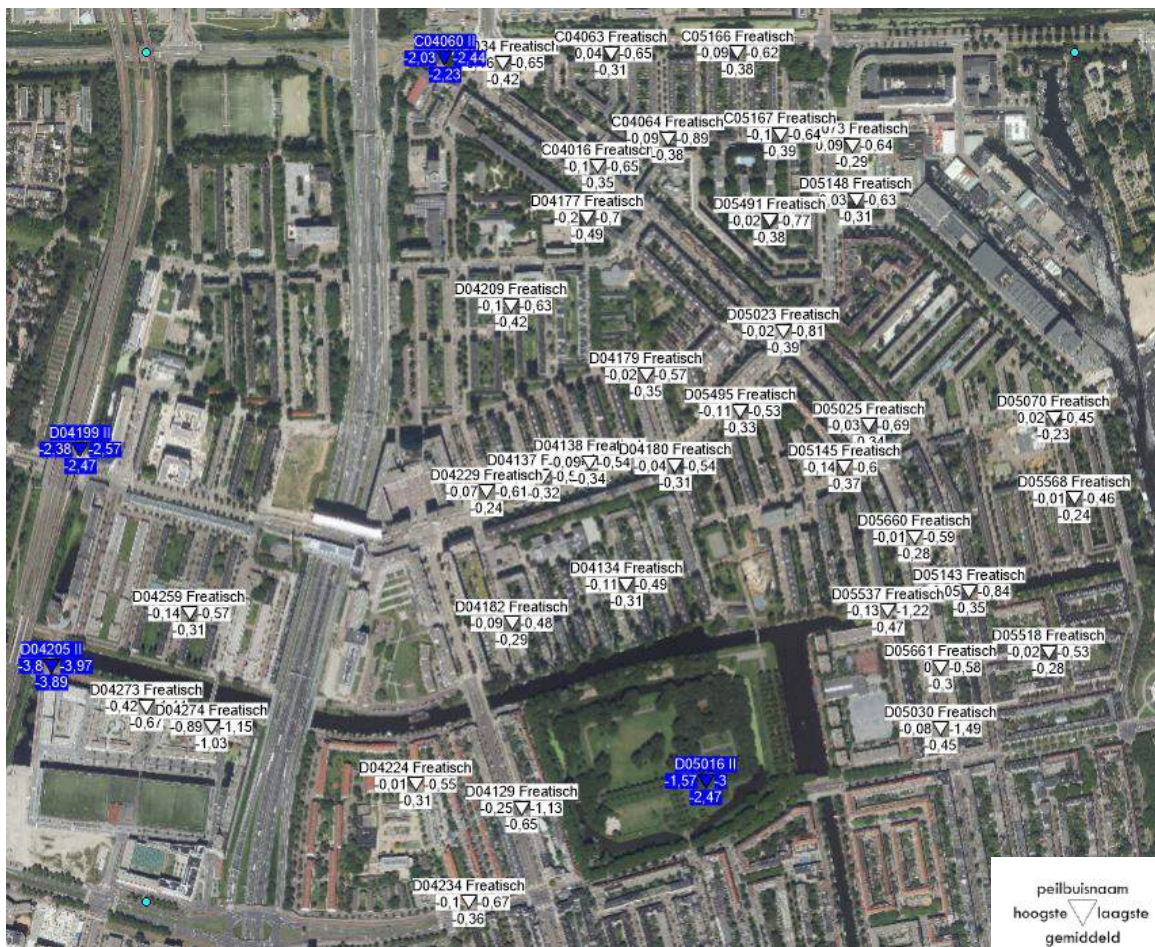 C04060 II
-2,03 -2,44
-2,23
034 Freatisch
-0,65
-0,42
C04063 Freatisch
0,04 -0,65
-0,31
C05166 Freatisch
-0,09 -0,62
-0,38
C04064 Freatisch
-0,09 -0,89
-0,38
C05167 Freatisch
-0,1 -0,64
-0,39
073 Freatisch
0,09 -0,64
-0,29
C04016 Freatisch
-0,1 -0,65
-0,35
D04177 Freatisch
-0,2 -0,7
-0,49
D05491 Freatisch
-0,02 -0,77
-0,38
D05148 Freatisch
-0,63
-0,31
D04209 Freatisch
-0,1 -0,63
-0,42
D05023 Freatisch
-0,02 -0,81
-0,39
D04179 Freatisch
-0,02 -0,57
-0,35
D05495 Freatisch
-0,11 -0,53
-0,33
D05025 Freatisch
-0,03 -0,69
-0,34
D05070 Freatisch
0,02 -0,45
-0,23
D04199 II
-2,38 -2,57
-2,47
D04138
-0,09 -0,54
-0,34
D04180 Freatisch
-0,04 -0,54
-0,31
D04137
-0,32
D04229 Freatisch
-0,07 -0,61
-0,24
D05145 Freatisch
-0,14 -0,6
-0,37
D05568 Freatisch
-0,01 -0,46
-0,24
D05660 Freatisch
-0,01 -0,59
-0,28
D04134 Freatisch
-0,11 -0,49
-0,31
D05143 Freatisch
-0,84
-0,35
D05537 Freatisch
-0,13 -1,22
-0,47
D04259 Freatisch
-0,14 -0,57
-0,31
D04182 Freatisch
-0,09 -0,48
-0,29
D05518 Freatisch
-0,02 -0,53
-0,28
D04205 II
-3,8 -3,97
-3,89
D05661 Freatisch
-0,58
-0,3
D04273 Freatisch
-0,42
-0,67
D04274 Freatisch
-0,89 -1,15
-1,03
D05030 Freatisch
-0,08 -1,49
-0,45
D04224 Freatisch
-0,01 -0,55
-0,31
D05016 II
-1,57 -3
-2,47
D04129 Freatisch
-0,25 -1,13
-0,65
D04234 Freatisch
-0,1 -0,67
-0,36
peilbuisnaam
hoogste laagste
gemiddeld